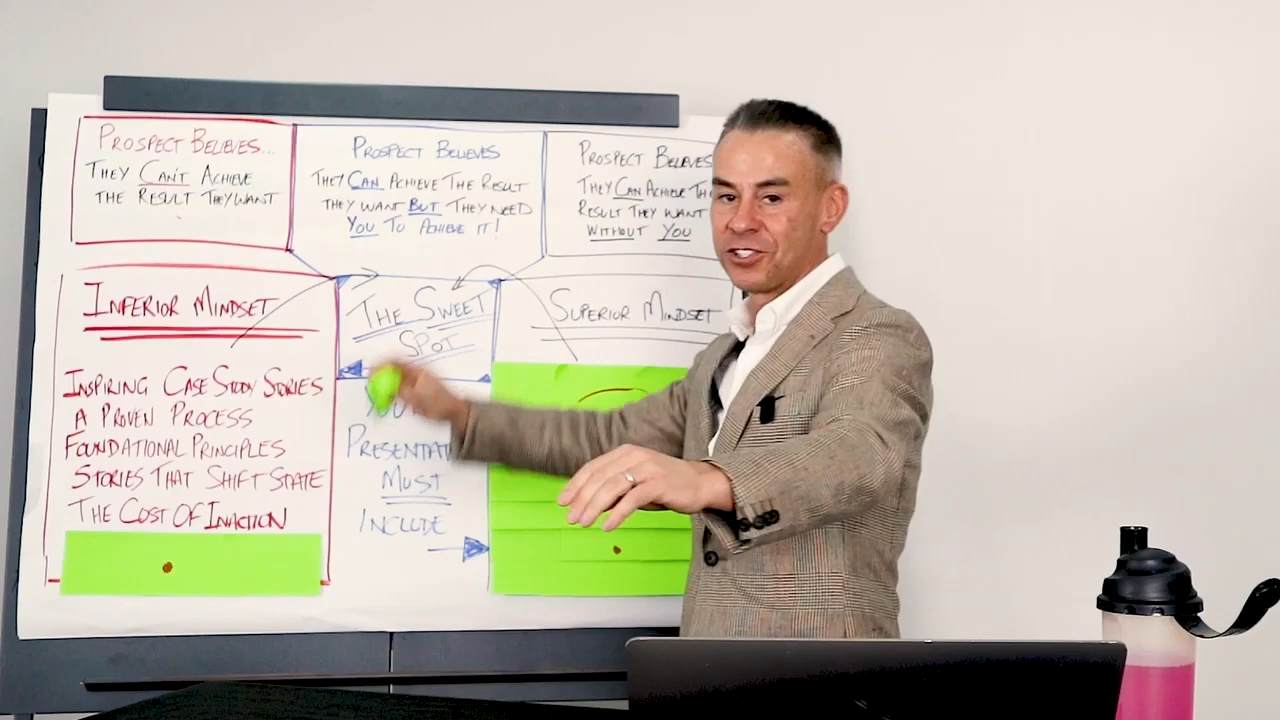 PROSPECT BELIEVES...
THEY CAN'T ACHIEVE
THE RESULT THEY WANT
PROSPECT BELIEVES
THEY CAN ACHIEVE THE RESULT
THEY WANT BUT THEY NEED
YOU TO ACHIEVE IT!
PROSPECT BELIEVES
THEY CAN ACHIEVE THE
RESULT THEY WANT
WITHOUT YOU
INFERIOR MINDSET
INSPIRING CASE STUDY STORIES
A PROVEN PROCESS
FOUNDATIONAL PRINCIPLES
STORIES THAT SHIFT STATE
THE COST OF INACTION
THE SWEET
SPOT
MUST
INCLUDE
SUPERIOR MINDSET